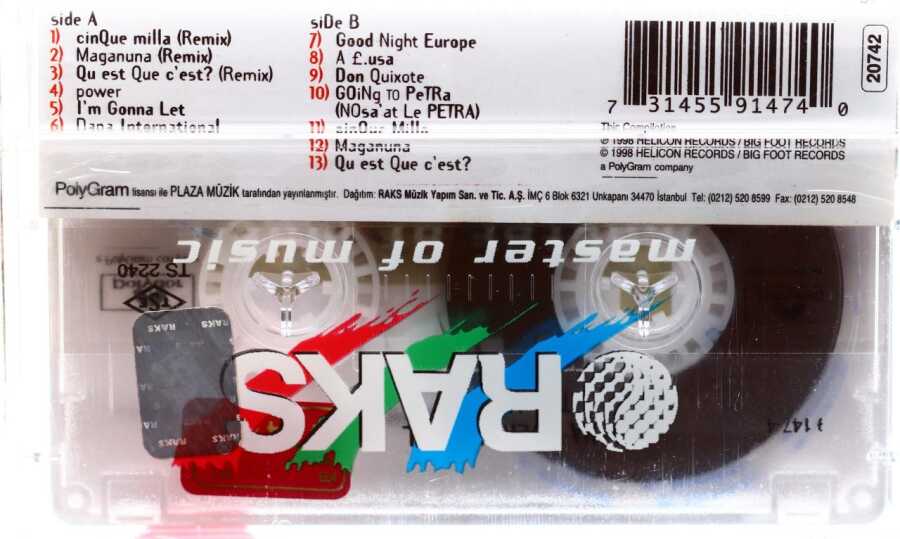 siDe A
1) cinQue milla (Remix)
2) Maganuna (Remix)
3) Qu est Que c'est? (Remix)
4) power
5) I'm Gonna Let
6) Dana International
siDe B
7) Good Night Europe
8) A £.usa
9) Don Quixote
10) GOiNg TO PeTRa
(NOsa'at Le PETRA)
11) cinQue Milla
12) Maganuna
13) Qu est Que c'est?
7 31455 91474 0
20742
This Compilation
℗ 1998 HELICON RECORDS / BIG FOOT RECORDS
© 1998 HELICON RECORDS / BIG FOOT RECORDS
a PolyGram company
PolyGram lisansı ile PLAZA MÜZİK tarafından yayınlanmıştır. Dağıtım: RAKS Müzik Yapım San. ve Tic. A.Ş. İMÇ 6 Blok 6321 Unkapanı 34470 İstanbul Tel: (0212) 520 8599 Fax: (0212) 520 8548
master of music
a PolyGram
TS 2240
Polydor
TSE
RAKS RAKS
RAKS
RAKS